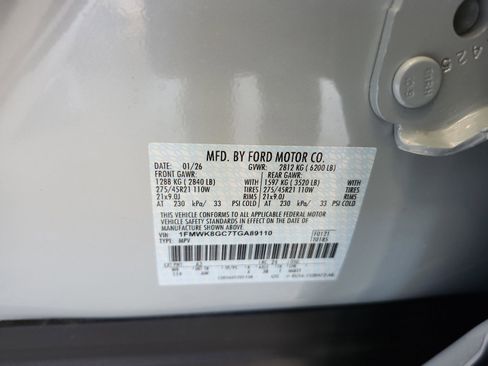 MFD. BY FORD MOTOR CO.
DATE: 01/26 GVWR: 2812 KG ( 6200 LB)
FRONT GAWR: REAR GAWR:
1288 KG ( 2840 LB) WITH 1597 KG ( 3520 LB) WITH
275/45R21 110W TIRES 275/45R21 110W TIRES
21x9.0J RIMS 21x9.0J RIMS
AT 230 kPa/ 33 PSI COLD AT 230 kPa/ 33 PSI COLD
THIS VEHICLE CONFORMS TO ALL APPLICABLE FEDERAL MOTOR
VEHICLE SAFETY STANDARDS IN EFFECT ON THE DATE OF
MANUFACTURE SHOWN ABOVE.
VIN: 1FMWK8GC7TGA89110
TYPE: MPV
F0121
T0185
425